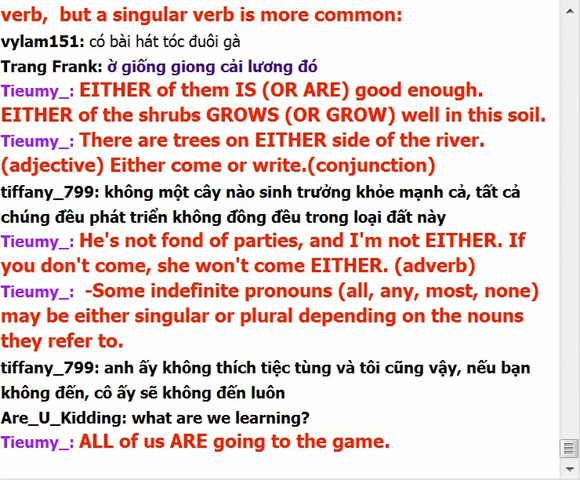 verb,  but a singular verb is more common:
vylam151: có bài hát tóc đuôi gà
Trang Frank: ờ giống giong cải lương đó
Tieumy_: EITHER of them IS (OR ARE) good enough.
EITHER of the shrubs GROWS (OR GROW) well in this soil.
Tieumy_: There are trees on EITHER side of the river.
(adjective) Either come or write.(conjunction)
tiffany_799: không một cây nào sinh trưởng khỏe mạnh cả, tất cả
chúng đều phát triển không đồng đều trong loại đất này
Tieumy_: He's not fond of parties, and I'm not EITHER. If
you don't come, she won't come EITHER. (adverb)
Tieumy_:  -Some indefinite pronouns (all, any, most, none)
may be either singular or plural depending on the nouns
they refer to.
tiffany_799: anh ấy không thích tiệc tùng và tôi cũng vậy, nếu bạn
không đến, cô ấy sẽ không đến luôn
Are_U_Kidding: what are we learning?
Tieumy_: ALL of us ARE going to the game.